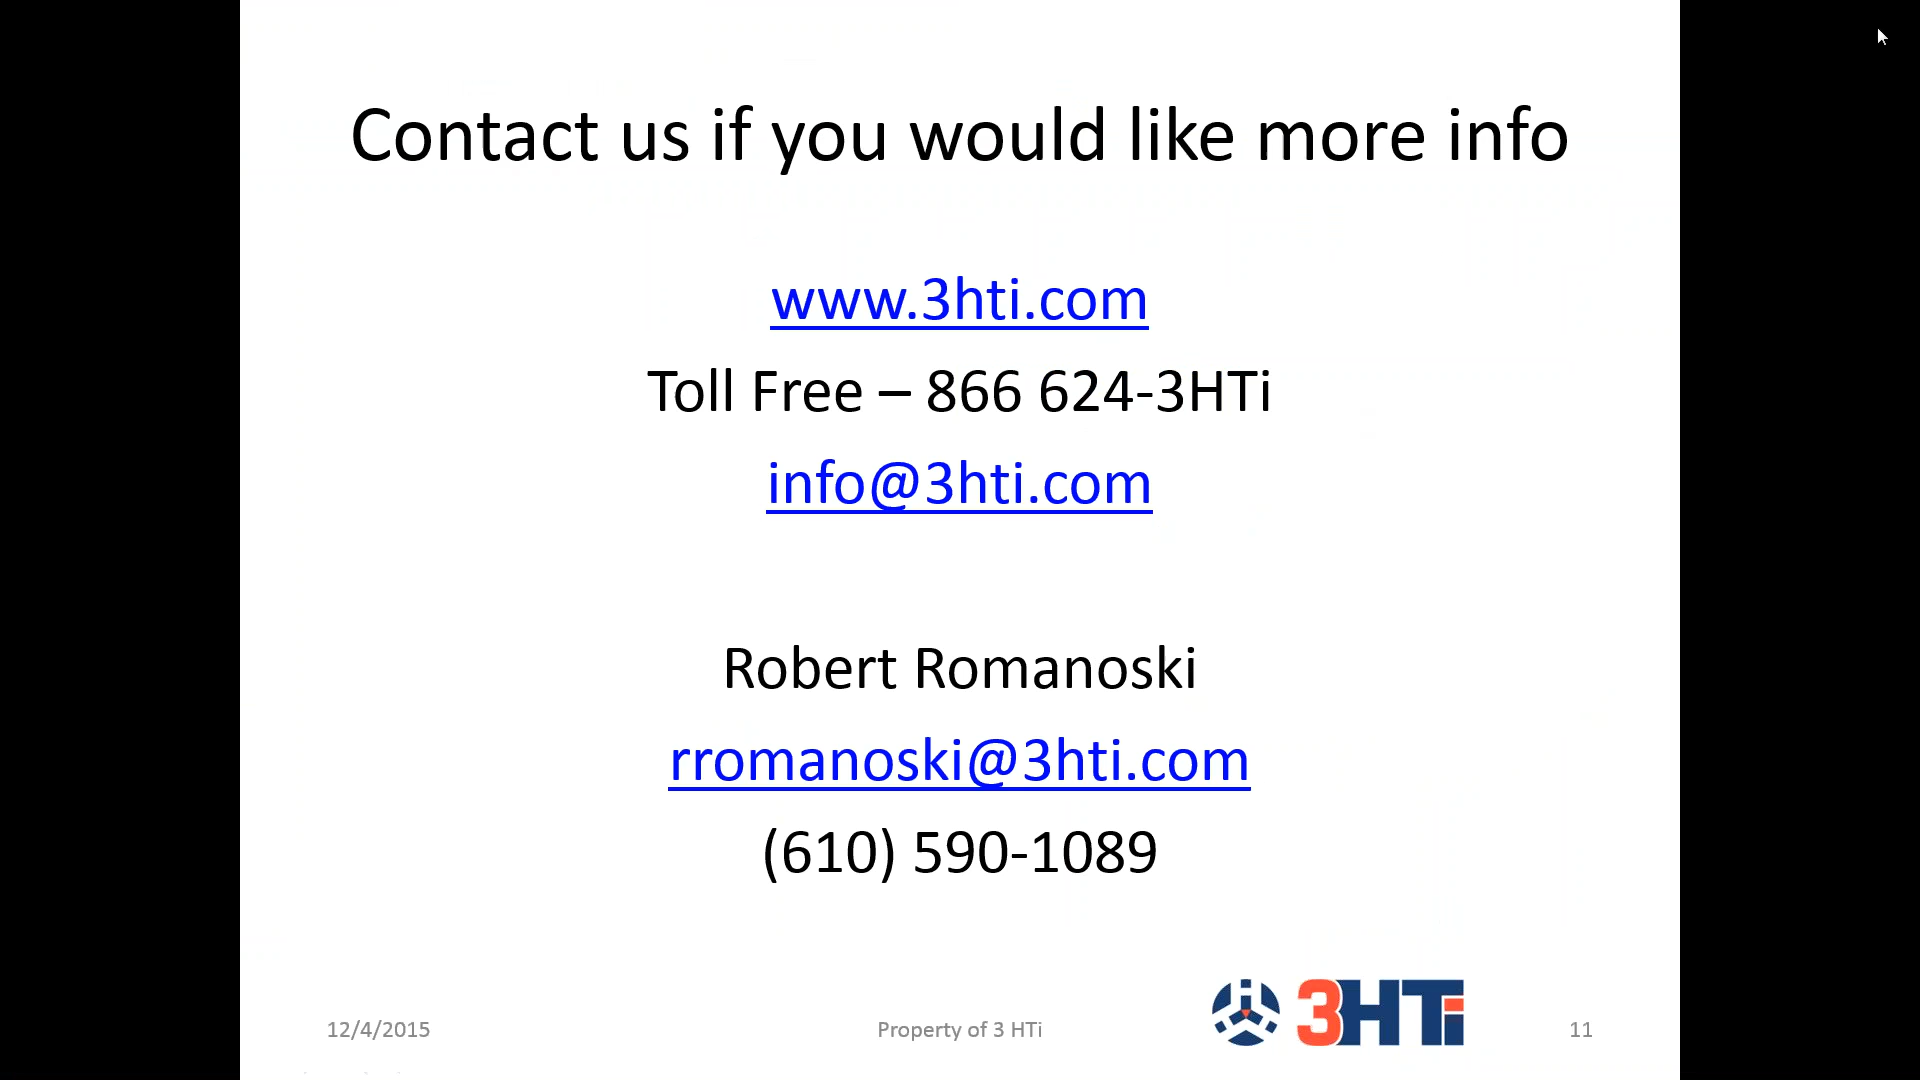 Contact us if you would like more info
www.3hti.com
Toll Free – 866 624-3HTi
info@3hti.com
Robert Romanoski
rromanoski@3hti.com
(610) 590-1089
12/4/2015
Property of 3 HTi
3HTi
11